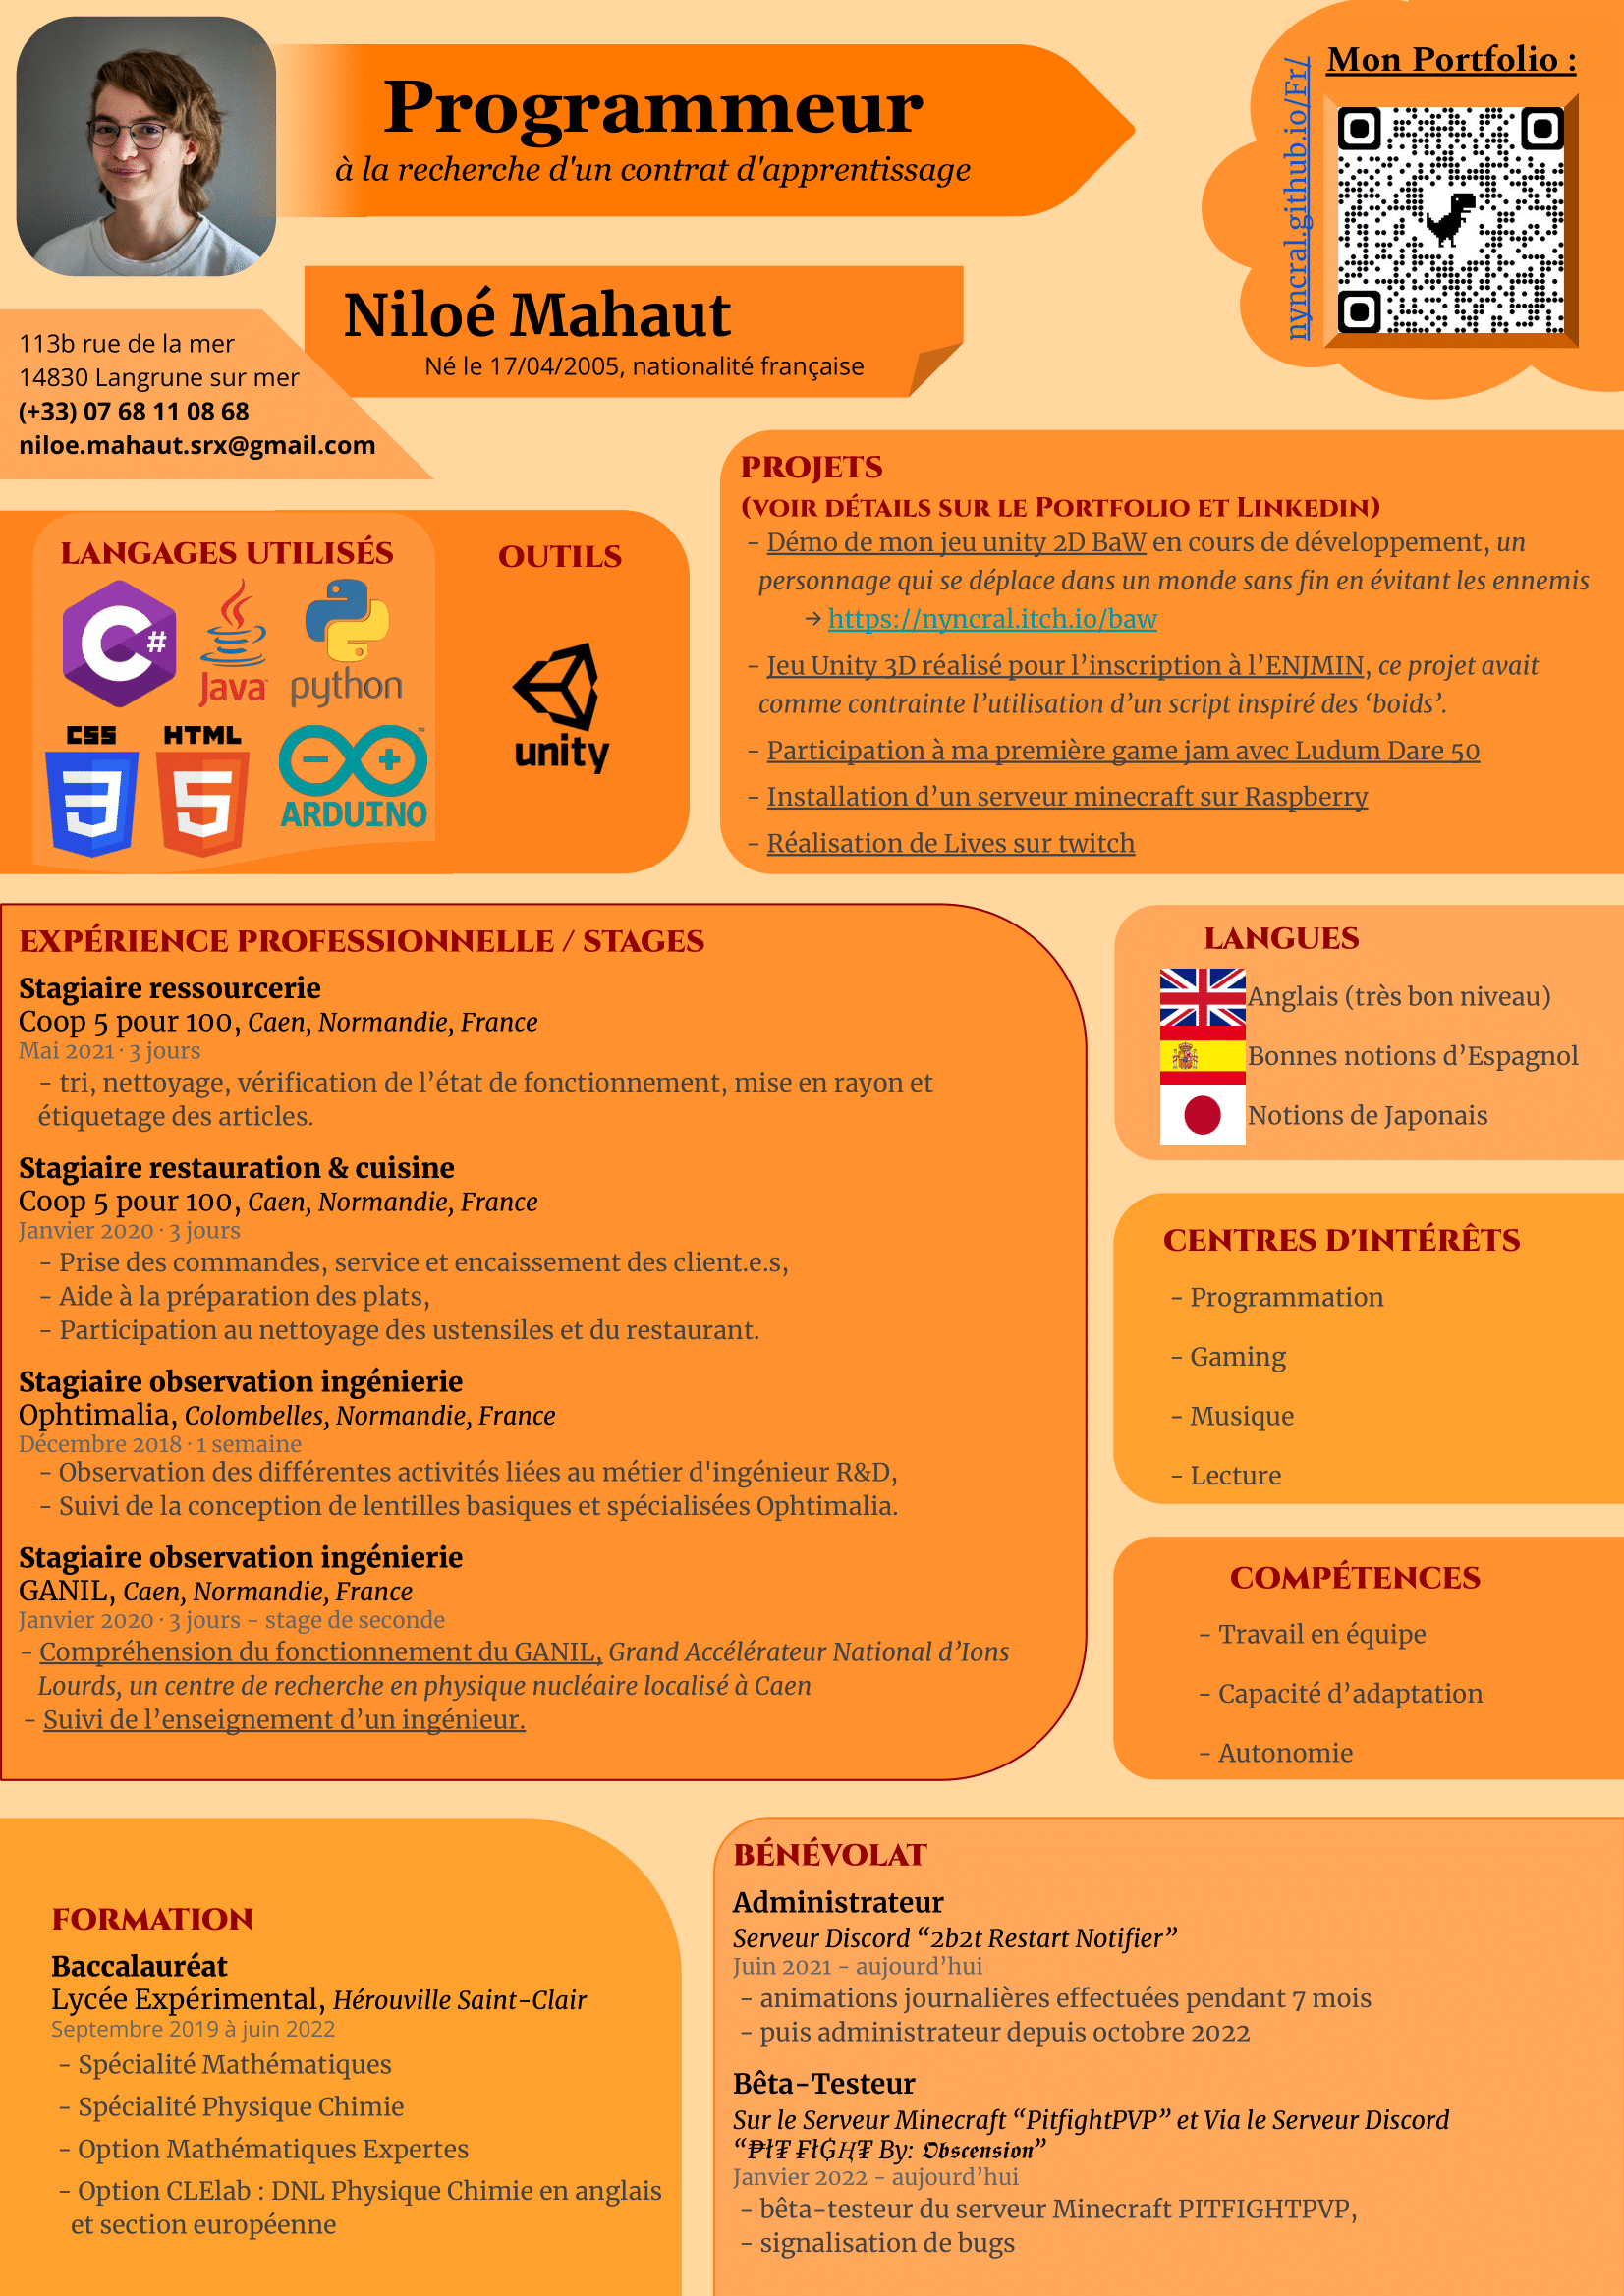 Programmeur
à la recherche d'un contrat d'apprentissage
Mon Portfolio :
nyncral.github.io/Fr/
Niloé Mahaut
Né le 17/04/2005, nationalité française
113b rue de la mer
14830 Langrune sur mer
(+33) 07 68 11 08 68
niloe.mahaut.srx@gmail.com
LANGAGES UTILISÉS
C#
Java
python
CSS
3
HTML
5
ARDUINO
OUTILS
unity
PROJETS
(VOIR DÉTAILS SUR LE PORTFOLIO ET LINKEDIN)
- Démo de mon jeu unity 2D BaW en cours de développement, un
personnage qui se déplace dans un monde sans fin en évitant les ennemis
→ https://nyncral.itch.io/baw
- Jeu Unity 3D réalisé pour l’inscription à l’ENJMIN, ce projet avait
comme contrainte l’utilisation d’un script inspiré des ‘boids’.
- Participation à ma première game jam avec Ludum Dare 50
- Installation d’un serveur minecraft sur Raspberry
- Réalisation de Lives sur twitch
EXPÉRIENCE PROFESSIONNELLE / STAGES
Stagiaire ressourcerie
Coop 5 pour 100, Caen, Normandie, France
Mai 2021 · 3 jours
- tri, nettoyage, vérification de l’état de fonctionnement, mise en rayon et
étiquetage des articles.
Stagiaire restauration & cuisine
Coop 5 pour 100, Caen, Normandie, France
Janvier 2020 · 3 jours
- Prise des commandes, service et encaissement des client.e.s,
- Aide à la préparation des plats,
- Participation au nettoyage des ustensiles et du restaurant.
Stagiaire observation ingénierie
Ophtimalia, Colombelles, Normandie, France
Décembre 2018 · 1 semaine
- Observation des différentes activités liées au métier d'ingénieur R&D,
- Suivi de la conception de lentilles basiques et spécialisées Ophtimalia.
Stagiaire observation ingénierie
GANIL, Caen, Normandie, France
Janvier 2020 · 3 jours - stage de seconde
- Compréhension du fonctionnement du GANIL, Grand Accélérateur National d’Ions
Lourds, un centre de recherche en physique nucléaire localisé à Caen
- Suivi de l’enseignement d’un ingénieur.
LANGUES
Anglais (très bon niveau)
Bonnes notions d’Espagnol
Notions de Japonais
CENTRES D'INTÉRÊTS
- Programmation
- Gaming
- Musique
- Lecture
COMPÉTENCES
- Travail en équipe
- Capacité d’adaptation
- Autonomie
FORMATION
Baccalauréat
Lycée Expérimental, Hérouville Saint-Clair
Septembre 2019 à juin 2022
- Spécialité Mathématiques
- Spécialité Physique Chimie
- Option Mathématiques Expertes
- Option CLElab : DNL Physique Chimie en anglais
et section européenne
BÉNÉVOLAT
Administrateur
Serveur Discord “2b2t Restart Notifier”
Juin 2021 - aujourd’hui
- animations journalières effectuées pendant 7 mois
- puis administrateur depuis octobre 2022
Bêta-Testeur
Sur le Serveur Minecraft “PitfightPVP” et Via le Serveur Discord
“₱ł₮ ₣ł₲Ⱨ₮ By: 𝕺𝖇𝖘𝖈𝖊𝖓𝖘𝖎𝖔𝖓”
Janvier 2022 - aujourd’hui
- bêta-testeur du serveur Minecraft PITFIGHTPVP,
- signalisation de bugs